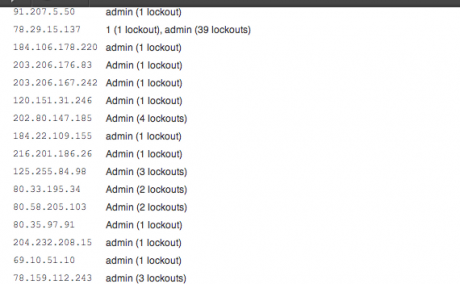 91.207.5.50 admin (1 lockout)
78.29.15.137 1 (1 lockout), admin (39 lockouts)
184.106.178.220 admin (1 lockout)
203.206.176.83 Admin (1 lockout)
203.206.167.242 Admin (1 lockout)
120.151.31.246 Admin (1 lockout)
202.80.147.185 Admin (4 lockouts)
184.22.109.155 admin (1 lockout)
216.201.186.26 Admin (1 lockout)
125.255.84.98 Admin (3 lockouts)
80.33.195.34 Admin (2 lockouts)
80.58.205.103 Admin (2 lockouts)
80.35.97.91 Admin (1 lockout)
204.232.208.15 admin (1 lockout)
69.10.51.10 admin (1 lockout)
78.159.112.243 admin (3 lockouts)